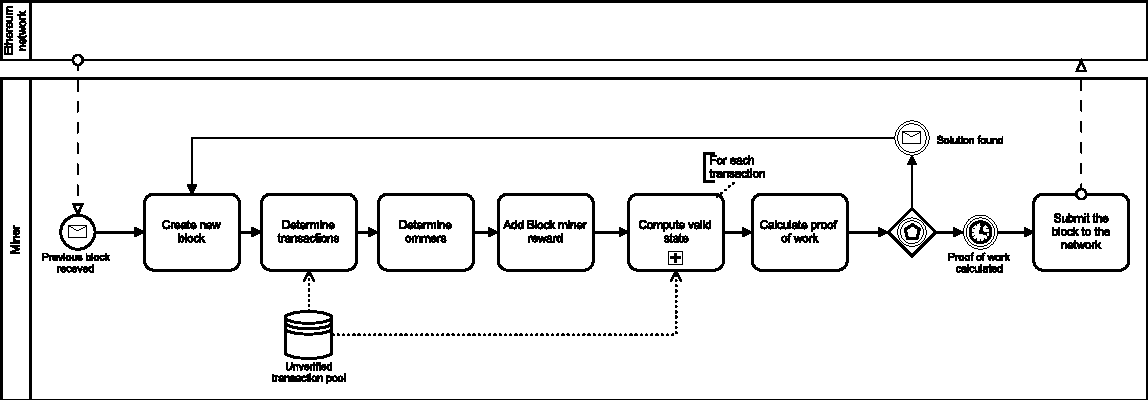 Ethereum
network
Miner
Previous block
receved
Create new
block
Determine
transactions
Determine
ommers
Add Block miner
reward
For each
transaction
Compute valid
state
Calculate proof
of work
Solution found
Proof of work
calculated
Submit the
block to the
network
Unverified
transaction pool